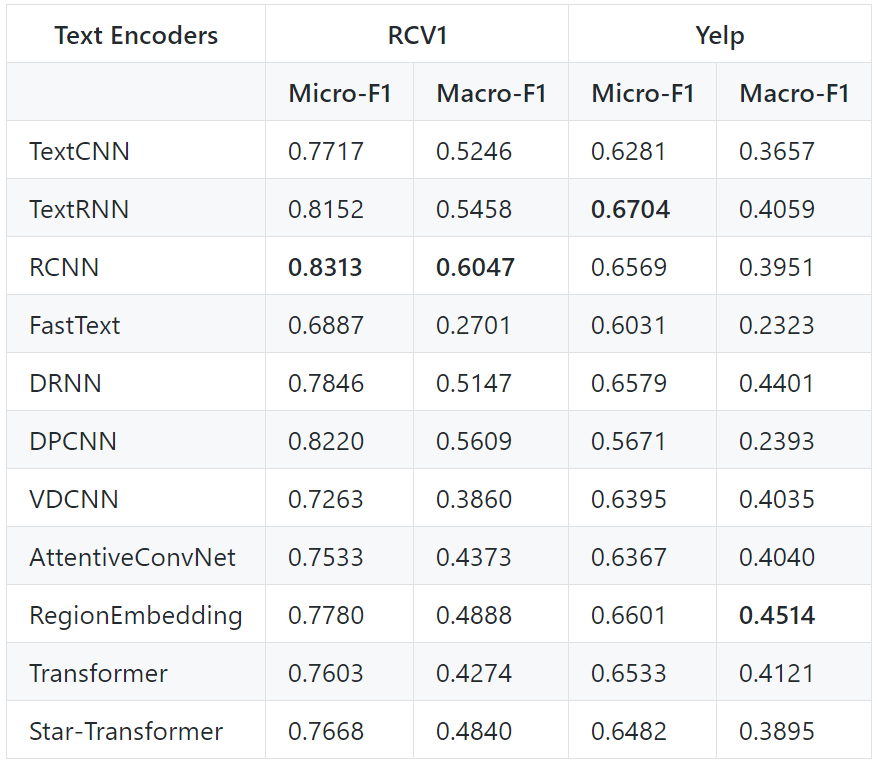 Text Encoders RCV1 Yelp
Micro-F1 Macro-F1 Micro-F1 Macro-F1
TextCNN 0.7717 0.5246 0.6281 0.3657
TextRNN 0.8152 0.5458 0.6704 0.4059
RCNN 0.8313 0.6047 0.6569 0.3951
FastText 0.6887 0.2701 0.6031 0.2323
DRNN 0.7846 0.5147 0.6579 0.4401
DPCNN 0.8220 0.5609 0.5671 0.2393
VDCNN 0.7263 0.3860 0.6395 0.4035
AttentiveConvNet 0.7533 0.4373 0.6367 0.4040
RegionEmbedding 0.7780 0.4888 0.6601 0.4514
Transformer 0.7603 0.4274 0.6533 0.4121
Star-Transformer 0.7668 0.4840 0.6482 0.3895